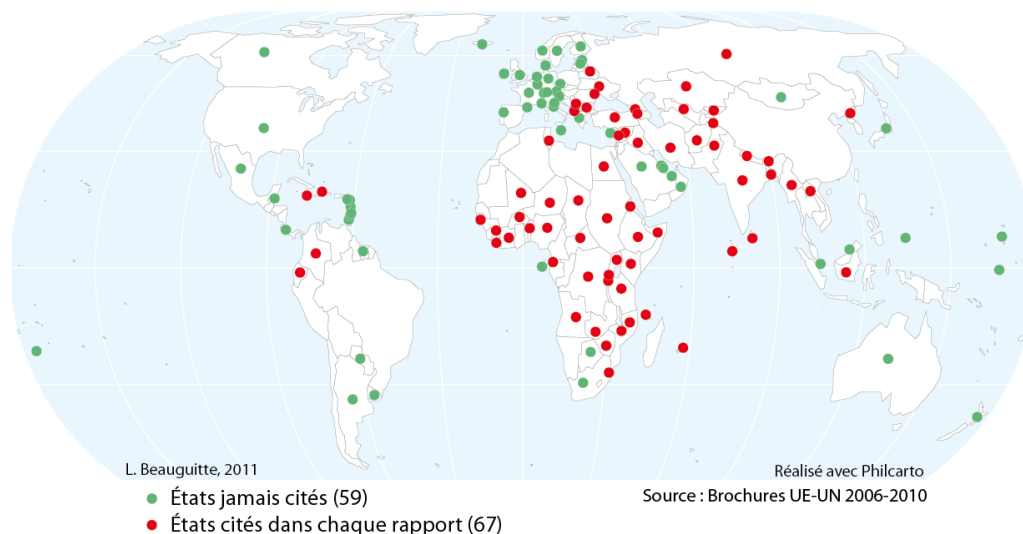 L. Beauguitte, 2011
Réalisé avec Philcarto
États jamais cités (59)
Source : Brochures UE-UN 2006-2010
États cités dans chaque rapport (67)